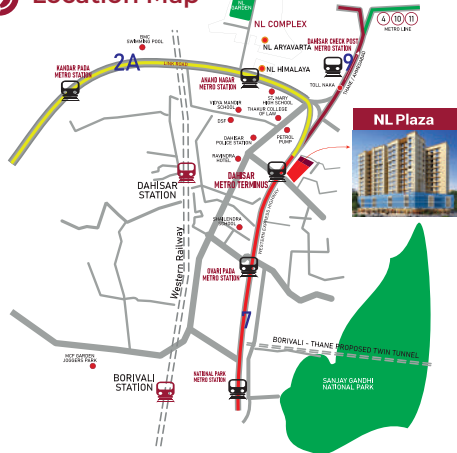 Location Map
NL
GARDEN
4 10 11
METRO LINE
NL COMPLEX
BMC
SWIMMING POOL
NL ARYAVARTA
DAHISAR CHECK POST
METRO STATION
9
2A
LINK ROAD
KANDAR PADA
METRO STATION
NL HIMALAYA
ANAND NAGAR
METRO STATION
THANE / AHMEDABAD
TOLL NAKA
ST. MARY
HIGH SCHOOL
VIDYA MANDIR
SCHOOL
THAKUR COLLEGE
OF LAW
DSF
NL Plaza
DAHISAR
POLICE STATION
PETROL
PUMP
RAVINDRA
HOTEL
DAHISAR
METRO TERMINUS
DAHISAR
STATION
SHAILENDRA
SCHOOL
WESTERN EXPRESS HIGHWAY
Western Railway
OVARI PADA
METRO STATION
7
BORIVALI - THANE PROPOSED TWIN TUNNEL
MCF GARDEN
JOGGERS PARK
BORIVALI
STATION
NATIONAL PARK
METRO STATION
SANJAY GANDHI
NATIONAL PARK